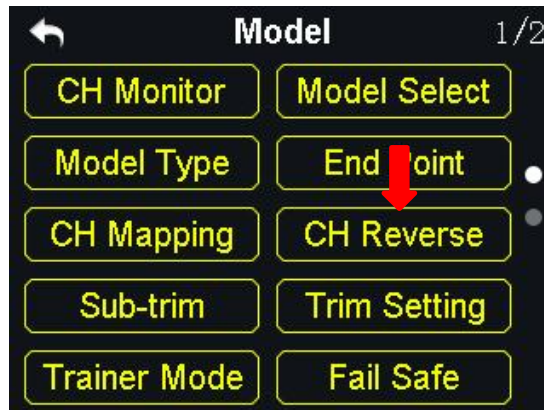 Model 1/2
CH Monitor Model Select
Model Type End Point
CH Mapping CH Reverse
Sub-trim Trim Setting
Trainer Mode Fail Safe